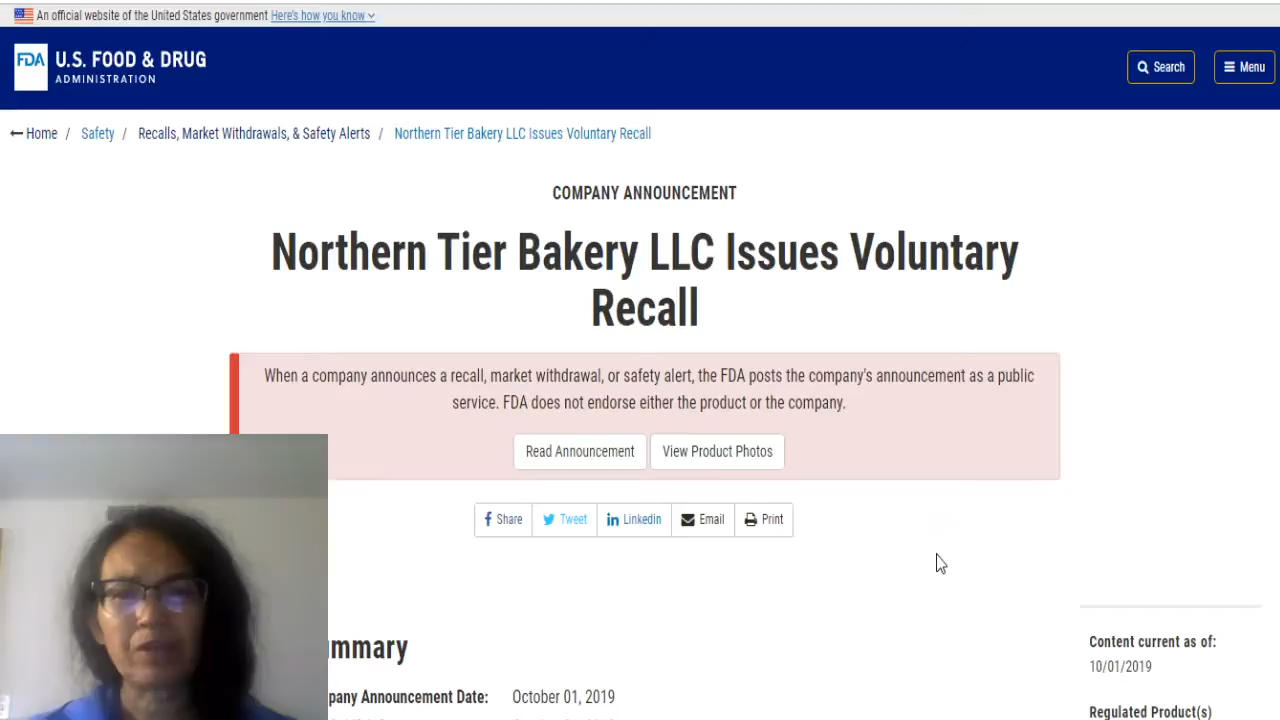 An official website of the United States government Here's how you know
FDA U.S. FOOD & DRUG
ADMINISTRATION
Search
Menu
Home / Safety / Recalls, Market Withdrawals, & Safety Alerts / Northern Tier Bakery LLC Issues Voluntary Recall
COMPANY ANNOUNCEMENT
Northern Tier Bakery LLC Issues Voluntary
Recall
When a company announces a recall, market withdrawal, or safety alert, the FDA posts the company's announcement as a public
service. FDA does not endorse either the product or the company.
Read Announcement View Product Photos
Share Tweet Linkedin Email Print
ummary
pany Announcement Date: October 01, 2019
Content current as of:
10/01/2019
Regulated Product(s)